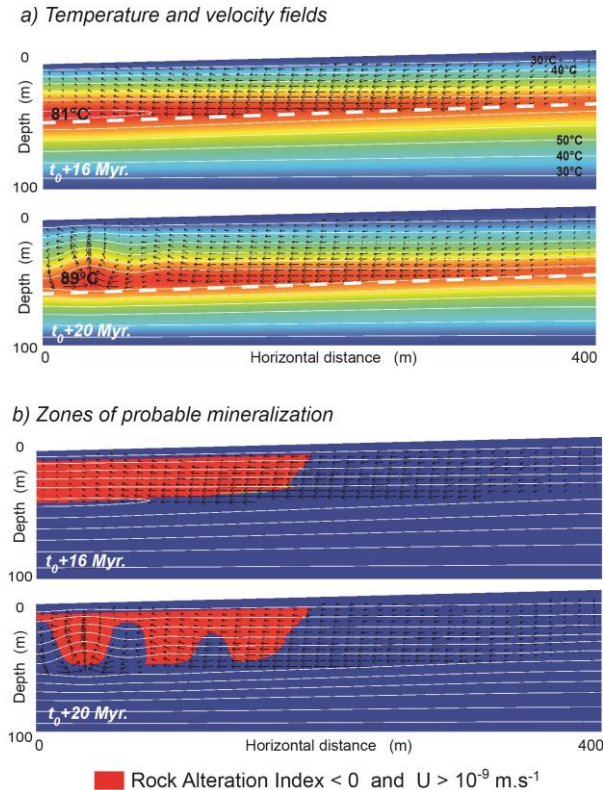 a) Temperature and velocity fields
0
30°C
40°C
Depth (m)
81°C
50°C
40°C
t0+16 Myr.
30°C
100
0
Depth (m)
89°C
t0+20 Myr.
100
0 Horizontal distance (m) 400
b) Zones of probable mineralization
0
Depth (m)
t0+16 Myr.
100
0
Depth (m)
t0+20 Myr.
100
0 Horizontal distance (m) 400
Rock Alteration Index < 0 and U > 10⁻⁹ m.s⁻¹